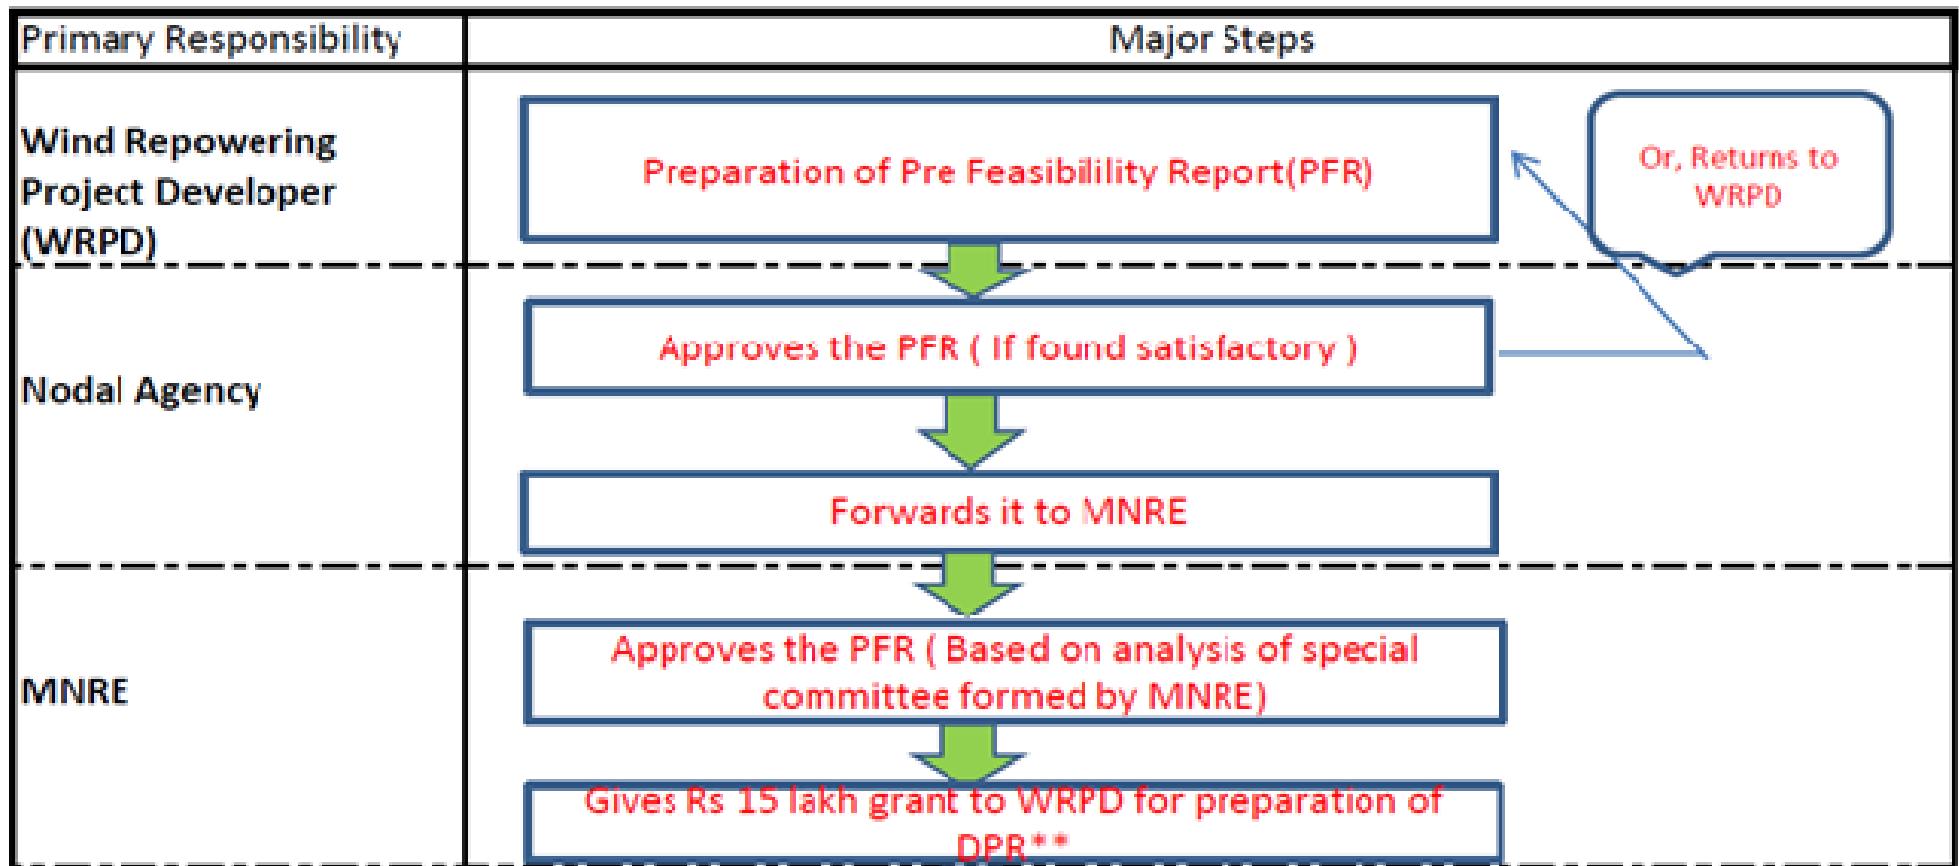 Primary Responsibility
Major Steps
Wind Repowering
Project Developer
(WRPD)
Preparation of Pre Feasibilility Report(PFR)
Or, Returns to
WRPD
Nodal Agency
Approves the PFR ( If found satisfactory )
Forwards it to MNRE
MNRE
Approves the PFR ( Based on analysis of special
committee formed by MNRE)
Gives Rs 15 lakh grant to WRPD for preparation of
DPR**